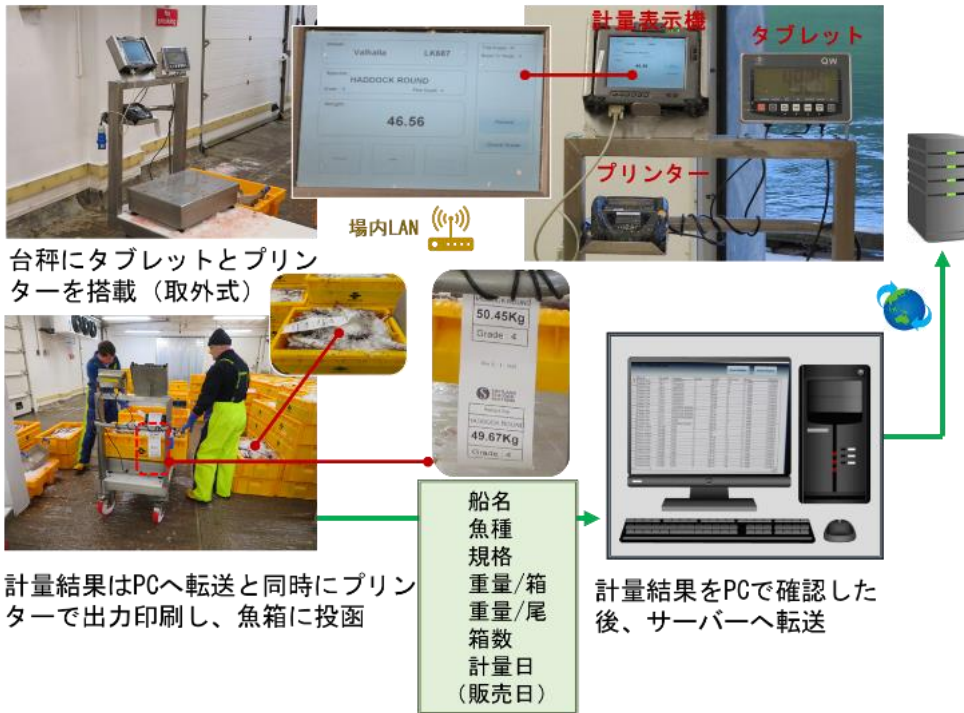 計量表示機
タブレット
QW
Valhalla LK687
HADDOCK ROUND
46.56
プリンター
場内LAN
台秤にタブレットとプリン
ターを搭載（取外式）
50.45Kg
Grade : 4
HADDOCK ROUND
49.67Kg
Grade : 4
船名
魚種
規格
重量/箱
重量/尾
箱数
計量日
（販売日）
計量結果はPCへ転送と同時にプリン
ターで出力印刷し、魚箱に投函
計量結果をPCで確認した
後、サーバーへ転送